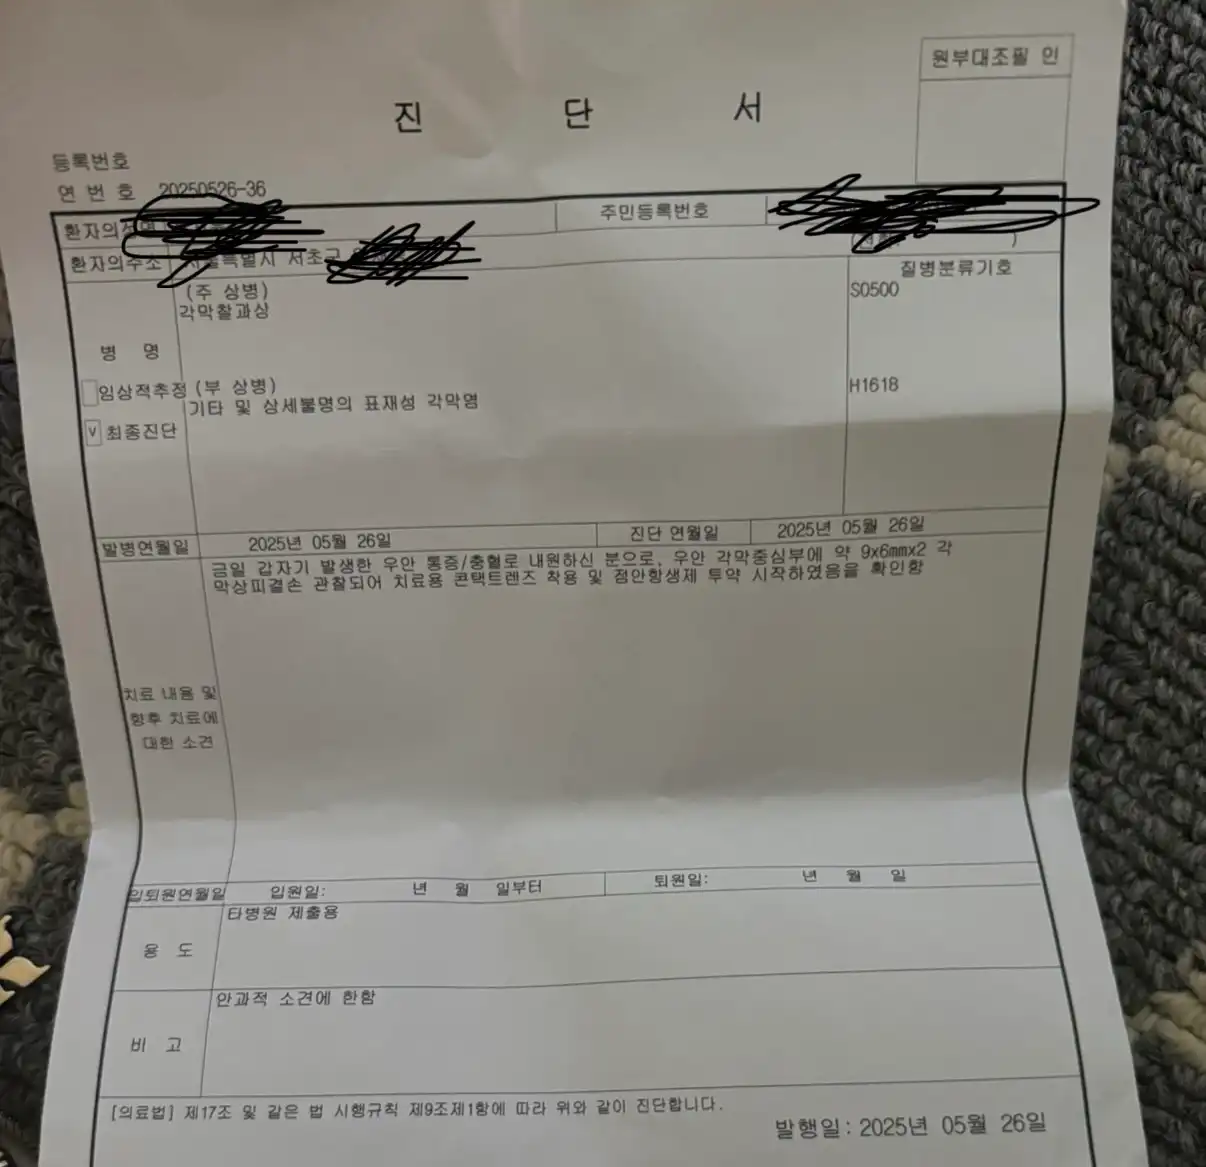 원부대조필 인
진 단 서
등록번호
연 번 호 20250526-36
환자의 주민등록번호
환자의주소 서초구
질병분류기호
(주 상병) S0500
각막찰과상
병 명
임상적추정 (부 상병) H1618
기타 및 상세불명의 표재성 각막염
v 최종진단
발병연월일 2025년 05월 26일 진단 연월일 2025년 05월 26일
금일 갑자기 발생한 우안 통증/충혈로 내원하신 분으로, 우안 각막중심부에 약 9x6mmx2 각
막상피결손 관찰되어 치료용 콘택트렌즈 착용 및 점안항생제 투약 시작하였음을 확인함
치료 내용 및
향후 치료에
대한 소견
입퇴원연월일 입원일: 년 월 일부터 퇴원일: 년 월 일
타병원 제출용
용 도
안과적 소견에 한함
비 고
[의료법] 제17조 및 같은 법 시행규칙 제9조제1항에 따라 위와 같이 진단합니다.
발행일: 2025년 05월 26일